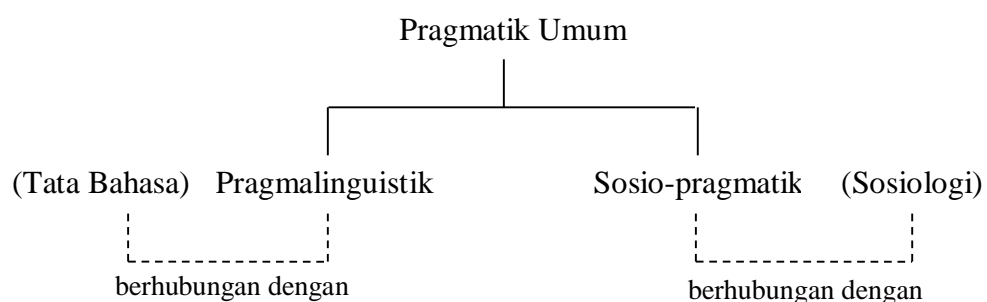 Pragmatik Umum
(Tata Bahasa) Pragmalinguistik Sosio-pragmatik (Sosiologi)
berhubungan dengan berhubungan dengan